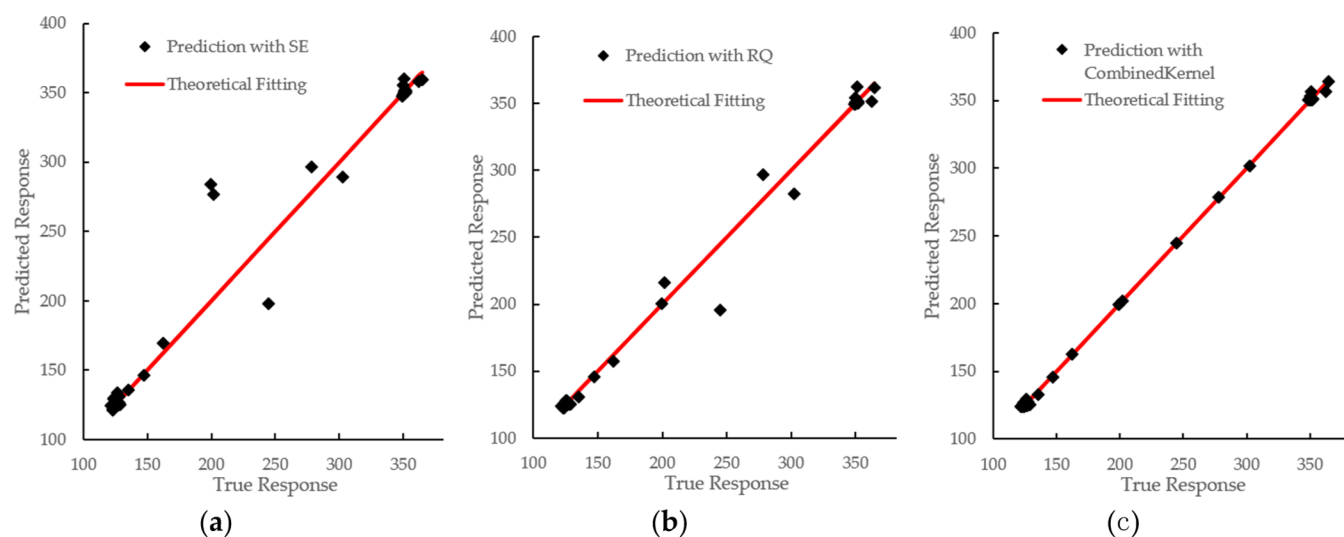 400
350
300
250
200
150
100
Predicted Response
Prediction with SE
Theoretical Fitting
100 150 200 250 300 350
True Response
(a)
400
350
300
250
200
150
100
Predicted Response
Prediction with RQ
Theoretical Fitting
100 150 200 250 300 350
True Response
(b)
400
350
300
250
200
150
100
Predicted Response
Prediction with
CombinedKernel
Theoretical Fitting
100 150 200 250 300 350
True Response
(c)